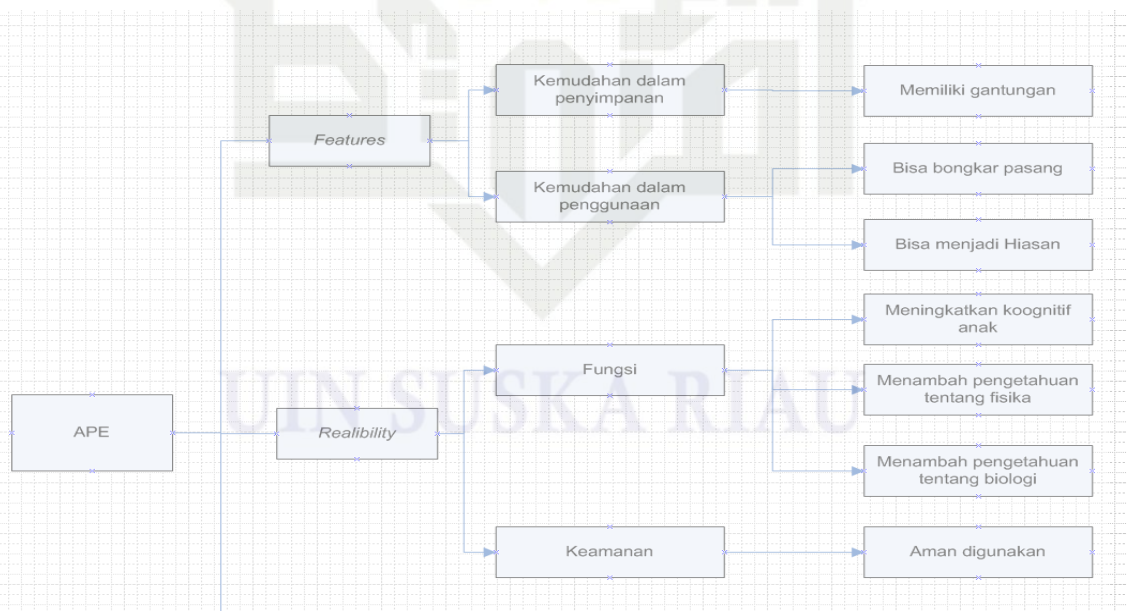 Kemudahan dalam
penyimpanan
Memiliki gantungan
Features
Bisa bongkar pasang
Kemudahan dalam
penggunaan
Bisa menjadi Hiasan
Meningkatkan koognitif
anak
Fungsi
Menambah pengetahuan
tentang fisika
UIN SUSKA RIAU
APE
Realibility
Menambah pengetahuan
tentang biologi
Keamanan
Aman digunakan